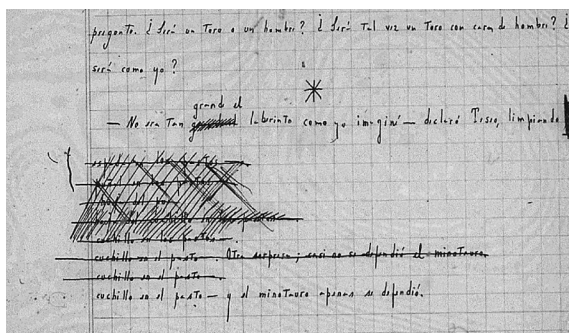 pregunto. ¿Será un toro o un hombre? ¿Será tal vez un toro con cara de hombre? ¿
será como yo?
grande el
— No era tan laberinto como yo imaginé — declaró Teseo, limpiando
cuchillo en los pastos.
cuchillo en el pasto. Otra sorpresa, casi no se defendió el minotauro.
cuchillo en el pasto
cuchillo en el pasto — y el minotauro apenas se defendió.